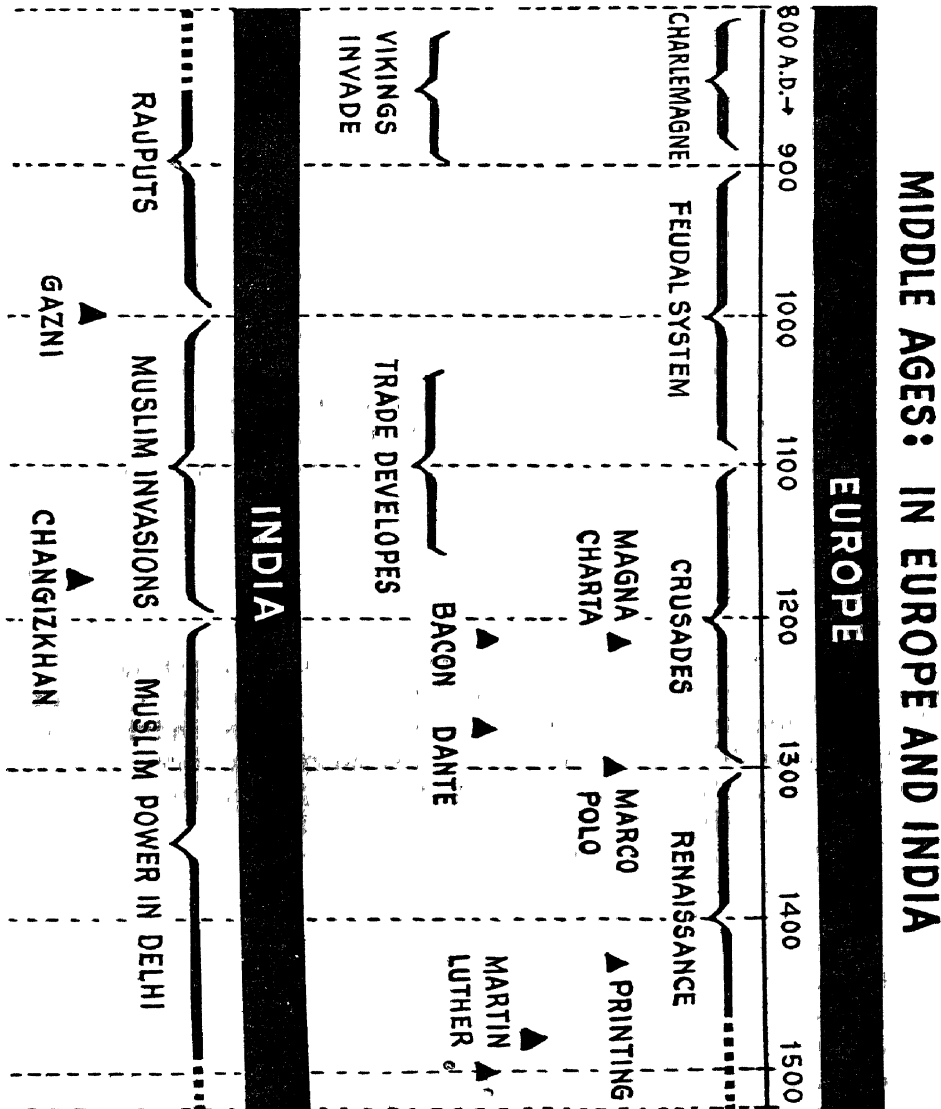 MIDDLE AGES: IN EUROPE AND INDIA
EUROPE
800 A.D.→ 900 1000 1100 1200 1300 1400 1500
CHARLEMAGNE FEUDAL SYSTEM CRUSADES RENAISSANCE
MAGNA
CHARTA
MARCO
POLO
PRINTING
VIKINGS
INVADE
TRADE DEVELOPES
BACON
DANTE
MARTIN
LUTHER
INDIA
RAJPUTS MUSLIM INVASIONS MUSLIM POWER IN DELHI
GAZNI
CHANGIZKHAN